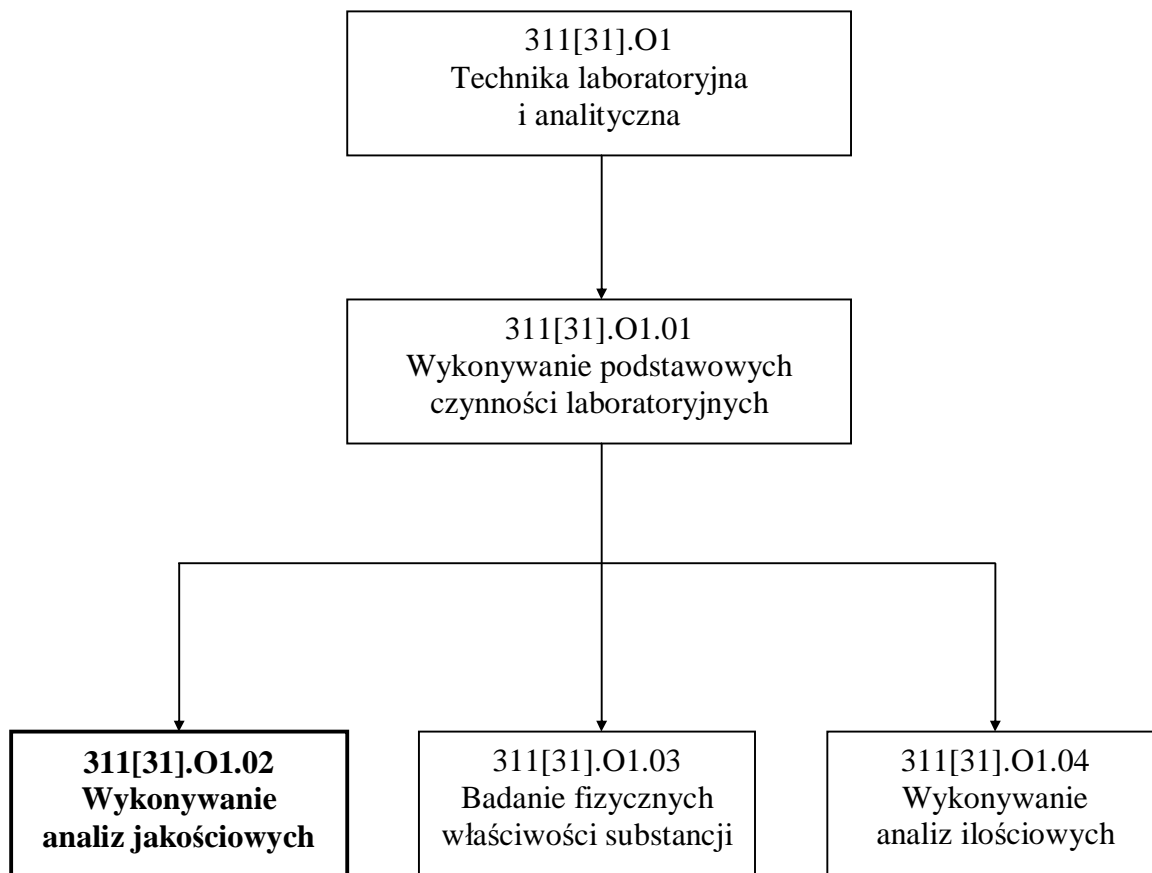 311[31].O1
Technika laboratoryjna
i analityczna
311[31].O1.01
Wykonywanie podstawowych
czynności laboratoryjnych
311[31].O1.02
Wykonywanie
analiz jakościowych
311[31].O1.03
Badanie fizycznych
właściwości substancji
311[31].O1.04
Wykonywanie
analiz ilościowych